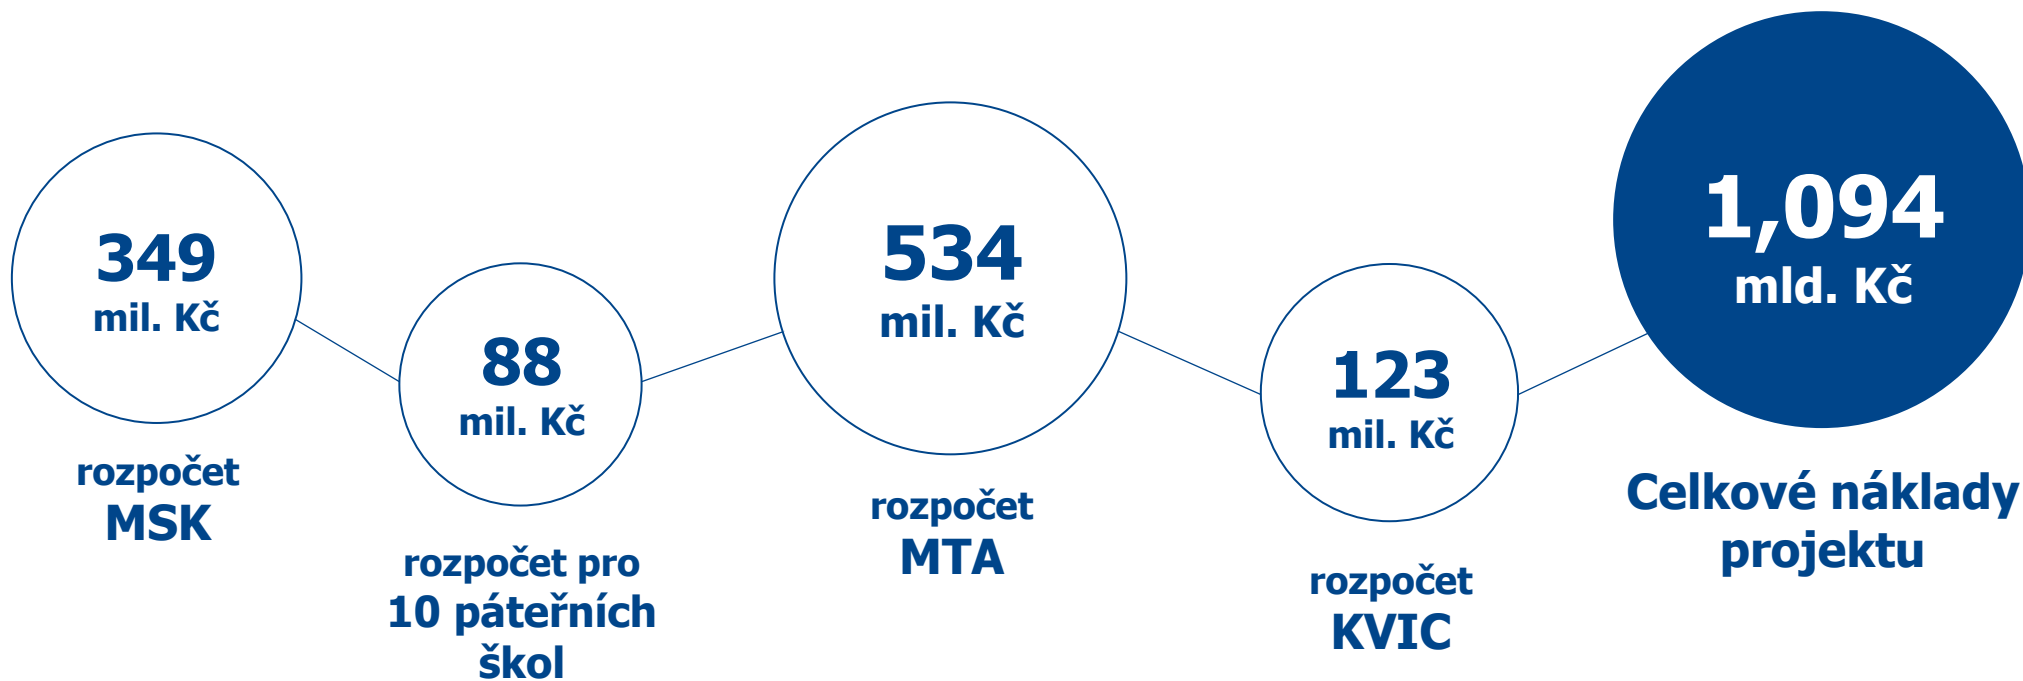 349
mil. Kč
rozpočet
MSK
88
mil. Kč
rozpočet pro
10 páteřních
škol
534
mil. Kč
rozpočet
MTA
123
mil. Kč
rozpočet
KVIC
1,094
mld. Kč
Celkové náklady
projektu